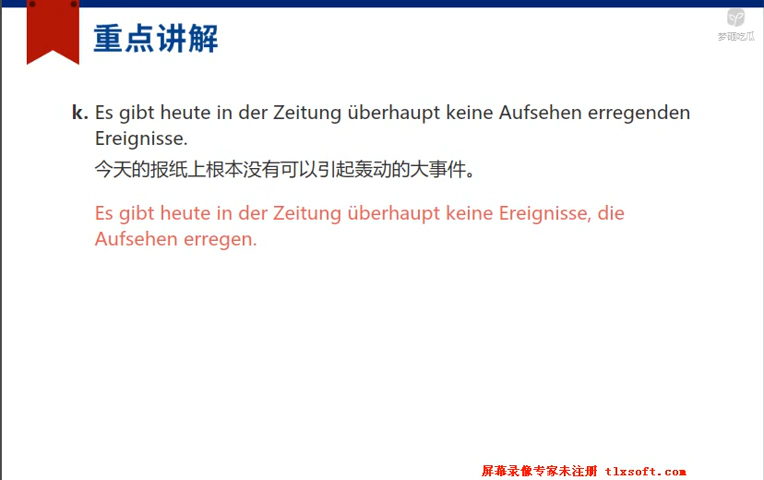 重点讲解
梦砸吃瓜
k. Es gibt heute in der Zeitung überhaupt keine Aufsehen erregenden
Ereignisse.
今天的报纸上根本没有可以引起轰动的大事件。
Es gibt heute in der Zeitung überhaupt keine Ereignisse, die
Aufsehen erregen.
屏幕录像专家未注册 tlxsoft.com